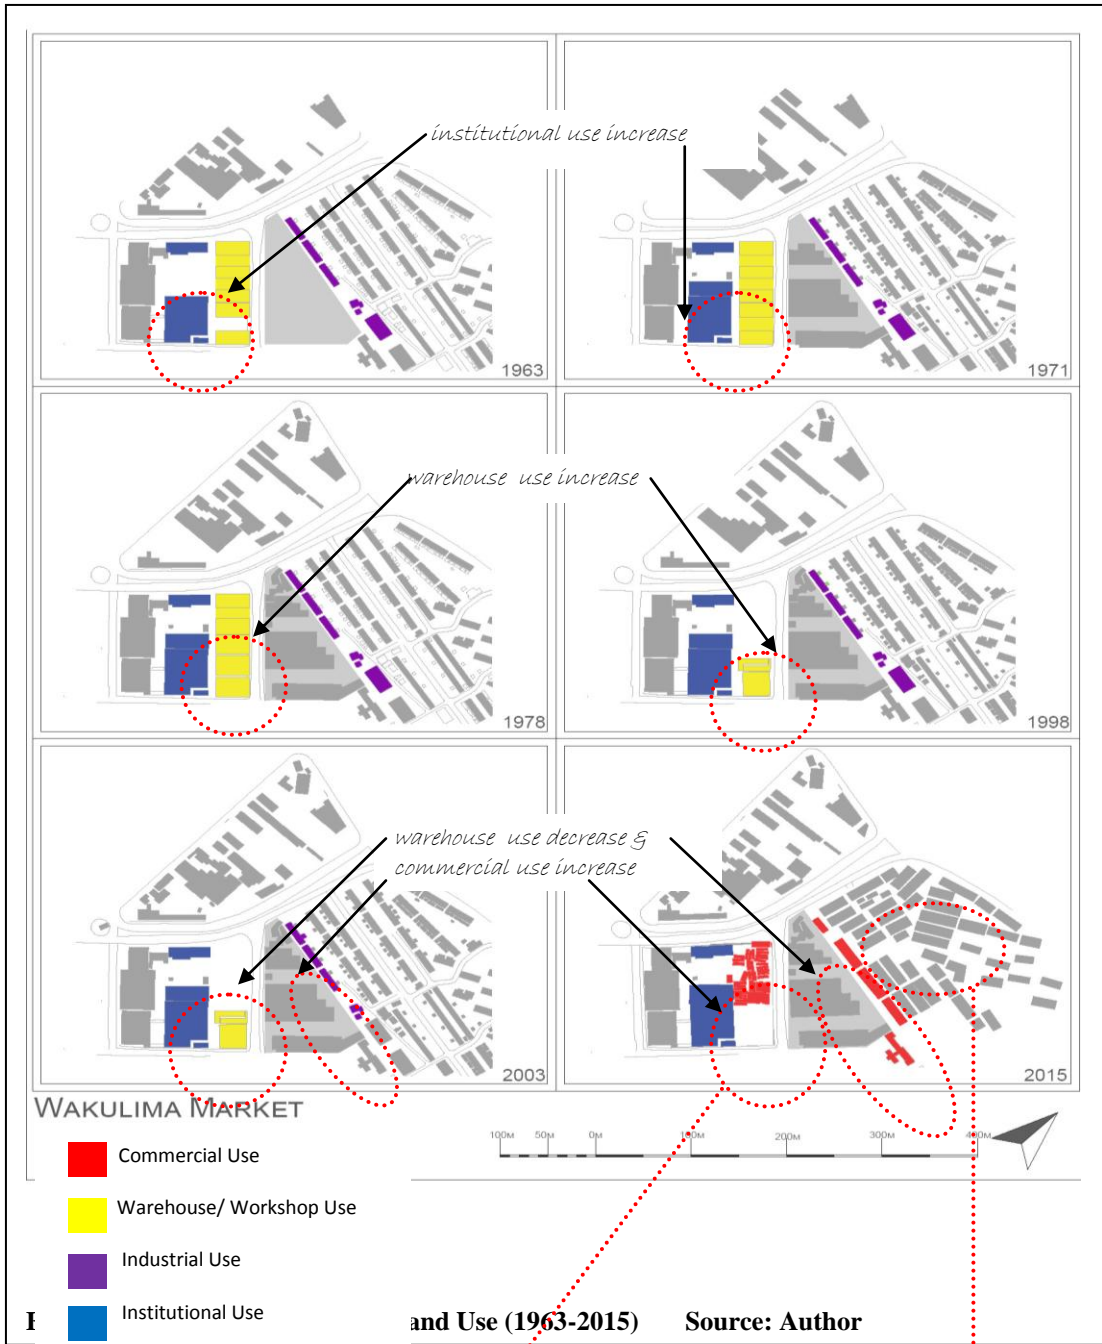 institutional use increase
1963
1971
warehouse use increase
1978
1998
warehouse use decrease &
commercial use increase
2003
2015
WAKULIMA MARKET
100M 50M 0M 100M 200M 300M 400M
Commercial Use
Warehouse/ Workshop Use
Industrial Use
Institutional Use
and Use (1963-2015) Source: Author